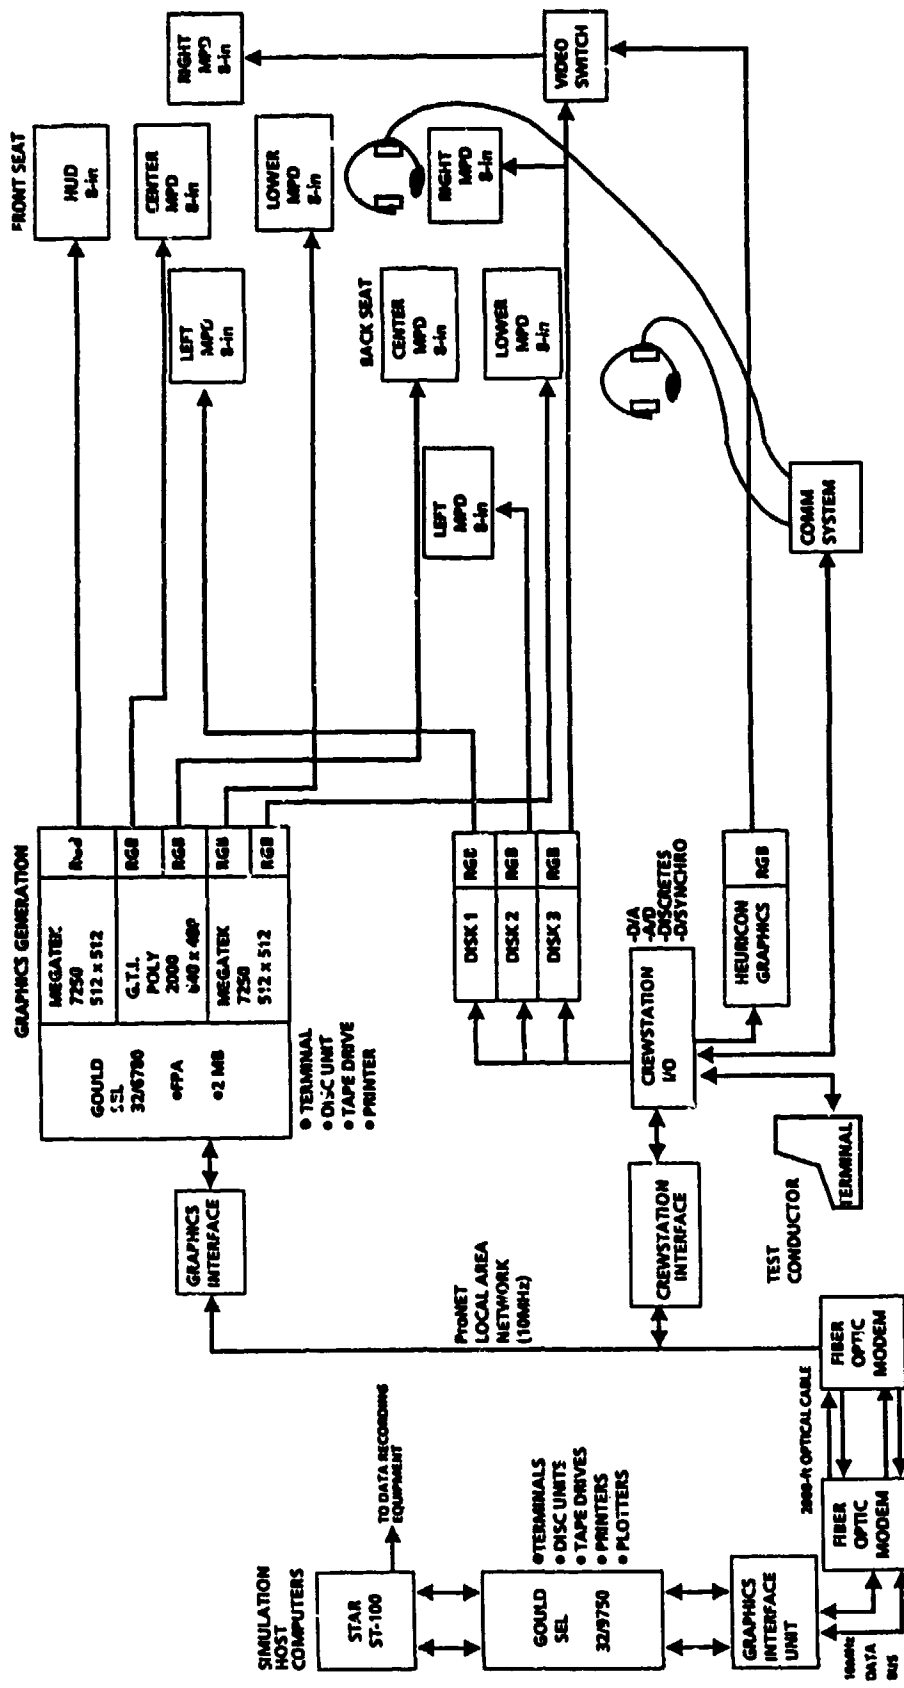 SIMULATION
HOST
COMPUTERS
STAR
ST-100
TO DATA RECORDING
EQUIPMENT
GOULD
SEL
32/9750
●TERMINALS
● DISC UNITS
● TAPE DRIVES
● PRINTERS
● PLOTTERS
GRAPHICS
INTERFACE
UNIT
10MHz
DATA
BUS
FIBER
OPTIC
MODEM
2000-ft OPTICAL CABLE
FIBER
OPTIC
MODEM
ProNET
LOCAL AREA
NETWORK
(10MHz)
GRAPHICS
INTERFACE
CREWSTATION
INTERFACE
TEST
CONDUCTOR
TERMINAL
GRAPHICS GENERATION
GOULD
SEL
32/6780
●FPA
●2 MB
● TERMINAL
● DISC UNIT
● TAPE DRIVE
● PRINTER
MEGATEK
7250
512 x 512
G.T.I.
POLY
2000
640 x 480
MEGATEK
7250
512 x 512
RGB
RGB
RGB
RGB
CREWSTATION
I/O
-D/A
-A/D
-DISCRETES
-D/SYNCHRO
DISK 1
RGB
DISK 2
RGB
DISK 3
RGB
HEURICON
GRAPHICS
RGB
COMM
SYSTEM
FRONT SEAT
HUD
8-in
CENTER
MPD
8-in
LEFT
MPD
8-in
RIGHT
MPD
8-in
LOWER
MPD
8-in
BACK SEAT
CENTER
MPD
8-in
LEFT
MPD
8-in
RIGHT
MPD
8-in
LOWER
MPD
8-in
VIDEO
SWITCH